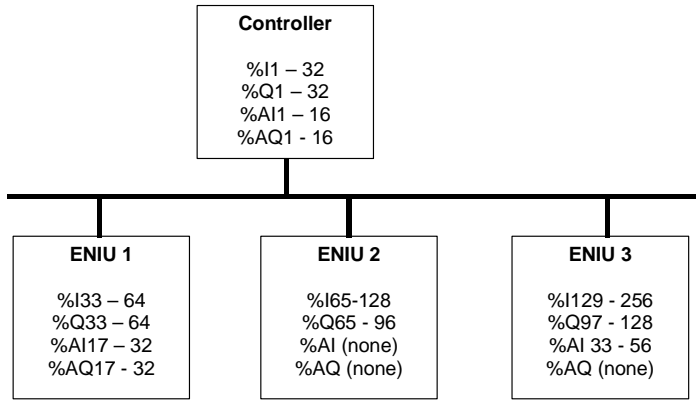 Controller
%I1 – 32
%Q1 – 32
%AI1 – 16
%AQ1 - 16
ENIU 1
%I33 – 64
%Q33 – 64
%AI17 – 32
%AQ17 - 32
ENIU 2
%I65-128
%Q65 - 96
%AI (none)
%AQ (none)
ENIU 3
%I129 - 256
%Q97 - 128
%AI 33 - 56
%AQ (none)